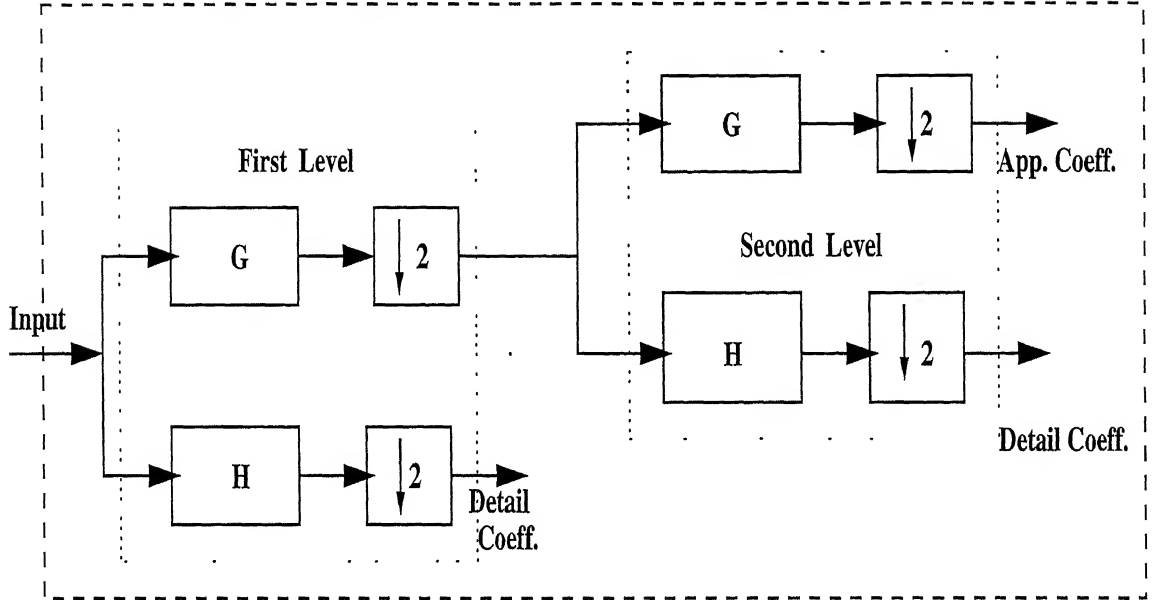 G
2
App. Coeff.
First Level
G
2
Second Level
Input
H
2
Detail Coeff.
H
2
Detail
Coeff.